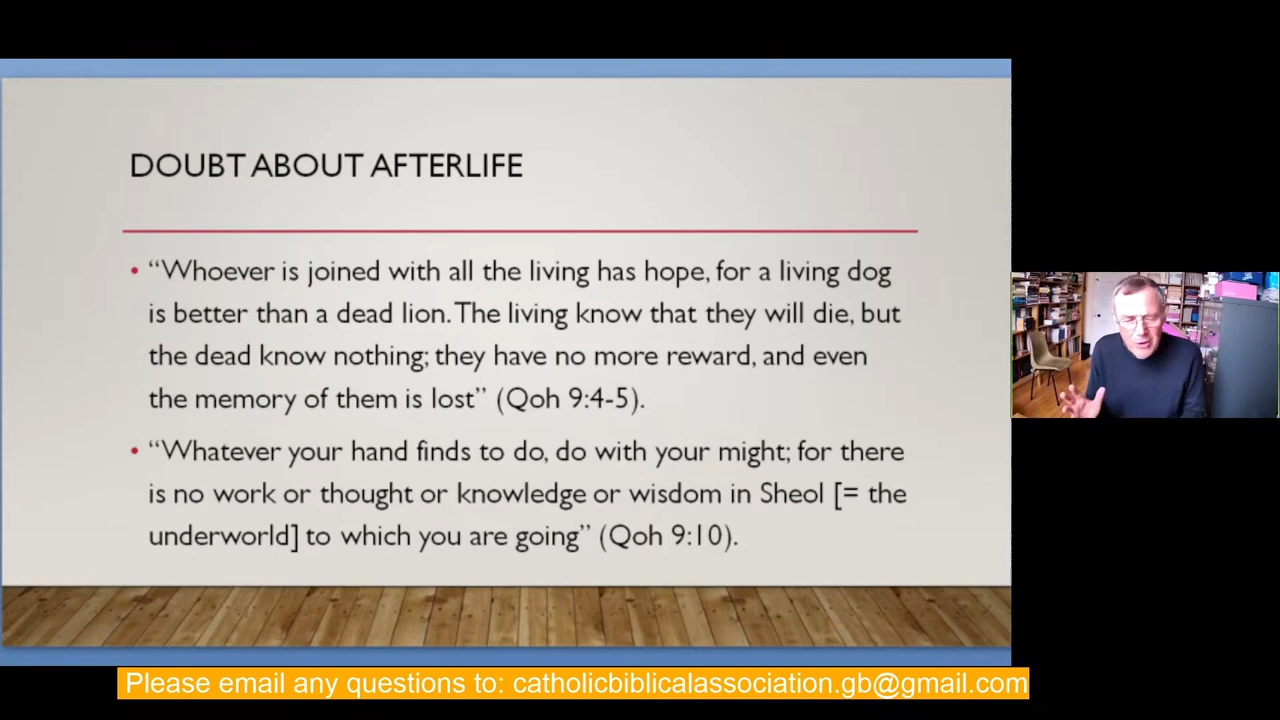 DOUBT ABOUT AFTERLIFE
• “Whoever is joined with all the living has hope, for a living dog
is better than a dead lion. The living know that they will die, but
the dead know nothing; they have no more reward, and even
the memory of them is lost” (Qoh 9:4-5).
• “Whatever your hand finds to do, do with your might; for there
is no work or thought or knowledge or wisdom in Sheol [= the
underworld] to which you are going” (Qoh 9:10).
Please email any questions to: catholicbiblicalassociation.gb@gmail.com